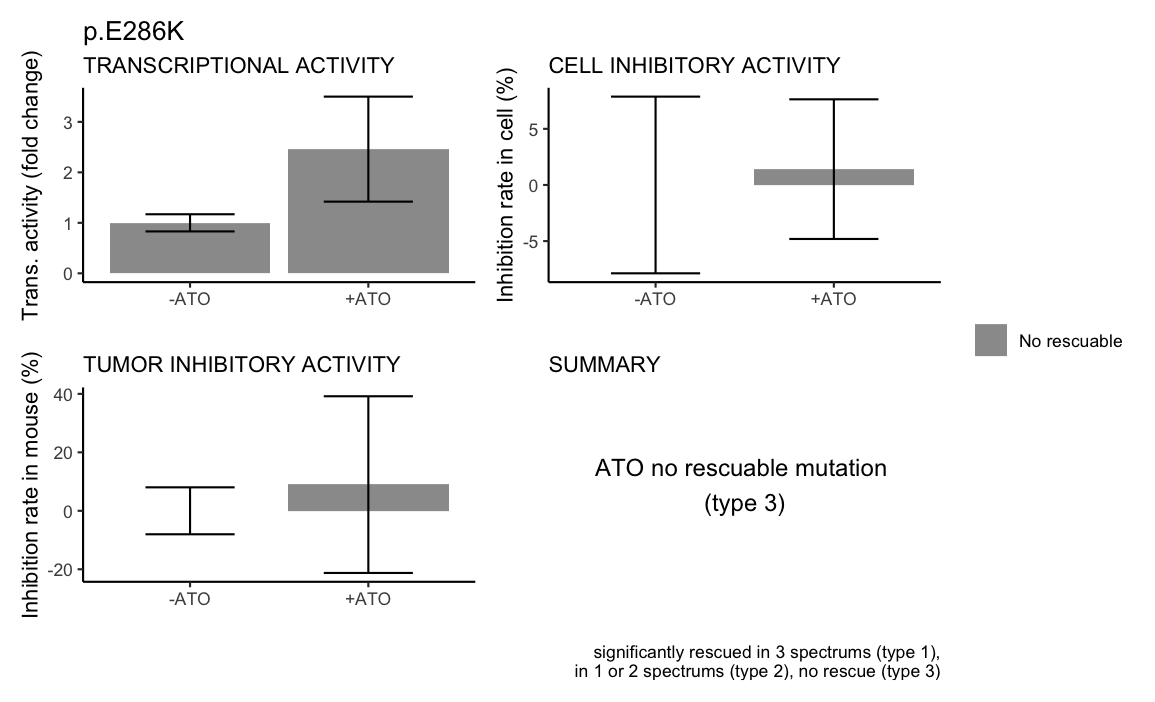 p.E286K
TRANSCRIPTIONAL ACTIVITY
Trans. activity (fold change)
3
2
1
0
-ATO +ATO
CELL INHIBITORY ACTIVITY
Inhibition rate in cell (%)
5
0
-5
-ATO +ATO
No rescuable
TUMOR INHIBITORY ACTIVITY
Inhibition rate in mouse (%)
40
20
0
-20
-ATO +ATO
SUMMARY
ATO no rescuable mutation
(type 3)
significantly rescued in 3 spectrums (type 1),
in 1 or 2 spectrums (type 2), no rescue (type 3)